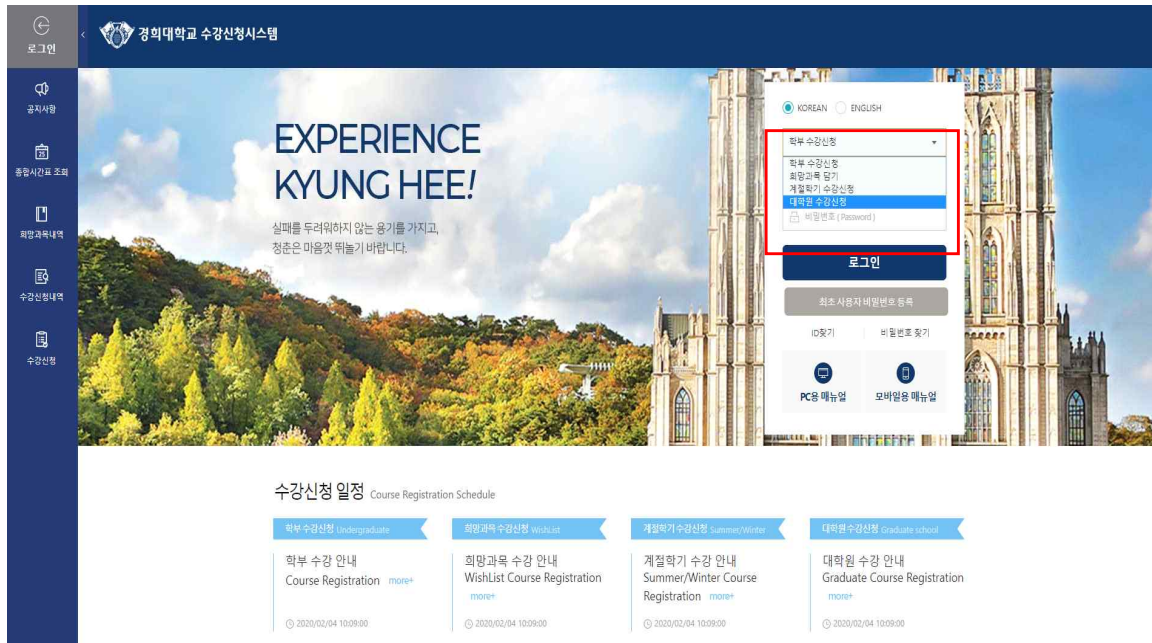 로그인
경희대학교 수강신청시스템
공지사항
25
종합시간표 조회
희망과목내역
수강신청내역
수강신청
EXPERIENCE
KYUNG HEE!
실패를 두려워하지 않는 용기를 가지고,
청춘은 마음껏 뛰놀기 바랍니다.
KOREAN ENGLISH
학부 수강신청
학부 수강신청
희망과목 담기
계절학기 수강신청
대학원 수강신청
비밀번호 ( Password )
로그인
최초 사용자 비밀번호 등록
ID찾기 비밀번호 찾기
PC용 매뉴얼 모바일용 매뉴얼
수강신청 일정 Course Registration Schedule
학부 수강신청 Undergraduate
학부 수강 안내
Course Registration more+
2020/02/04 10:09:00
희망과목 수강신청 WishList
희망과목 수강 안내
WishList Course Registration
more+
2020/02/04 10:09:00
계절학기 수강신청 Summer/Winter
계절학기 수강 안내
Summer/Winter Course
Registration more+
2020/02/04 10:09:00
대학원 수강신청 Graduate school
대학원 수강 안내
Graduate Course Registration
more+
2020/02/04 10:09:00